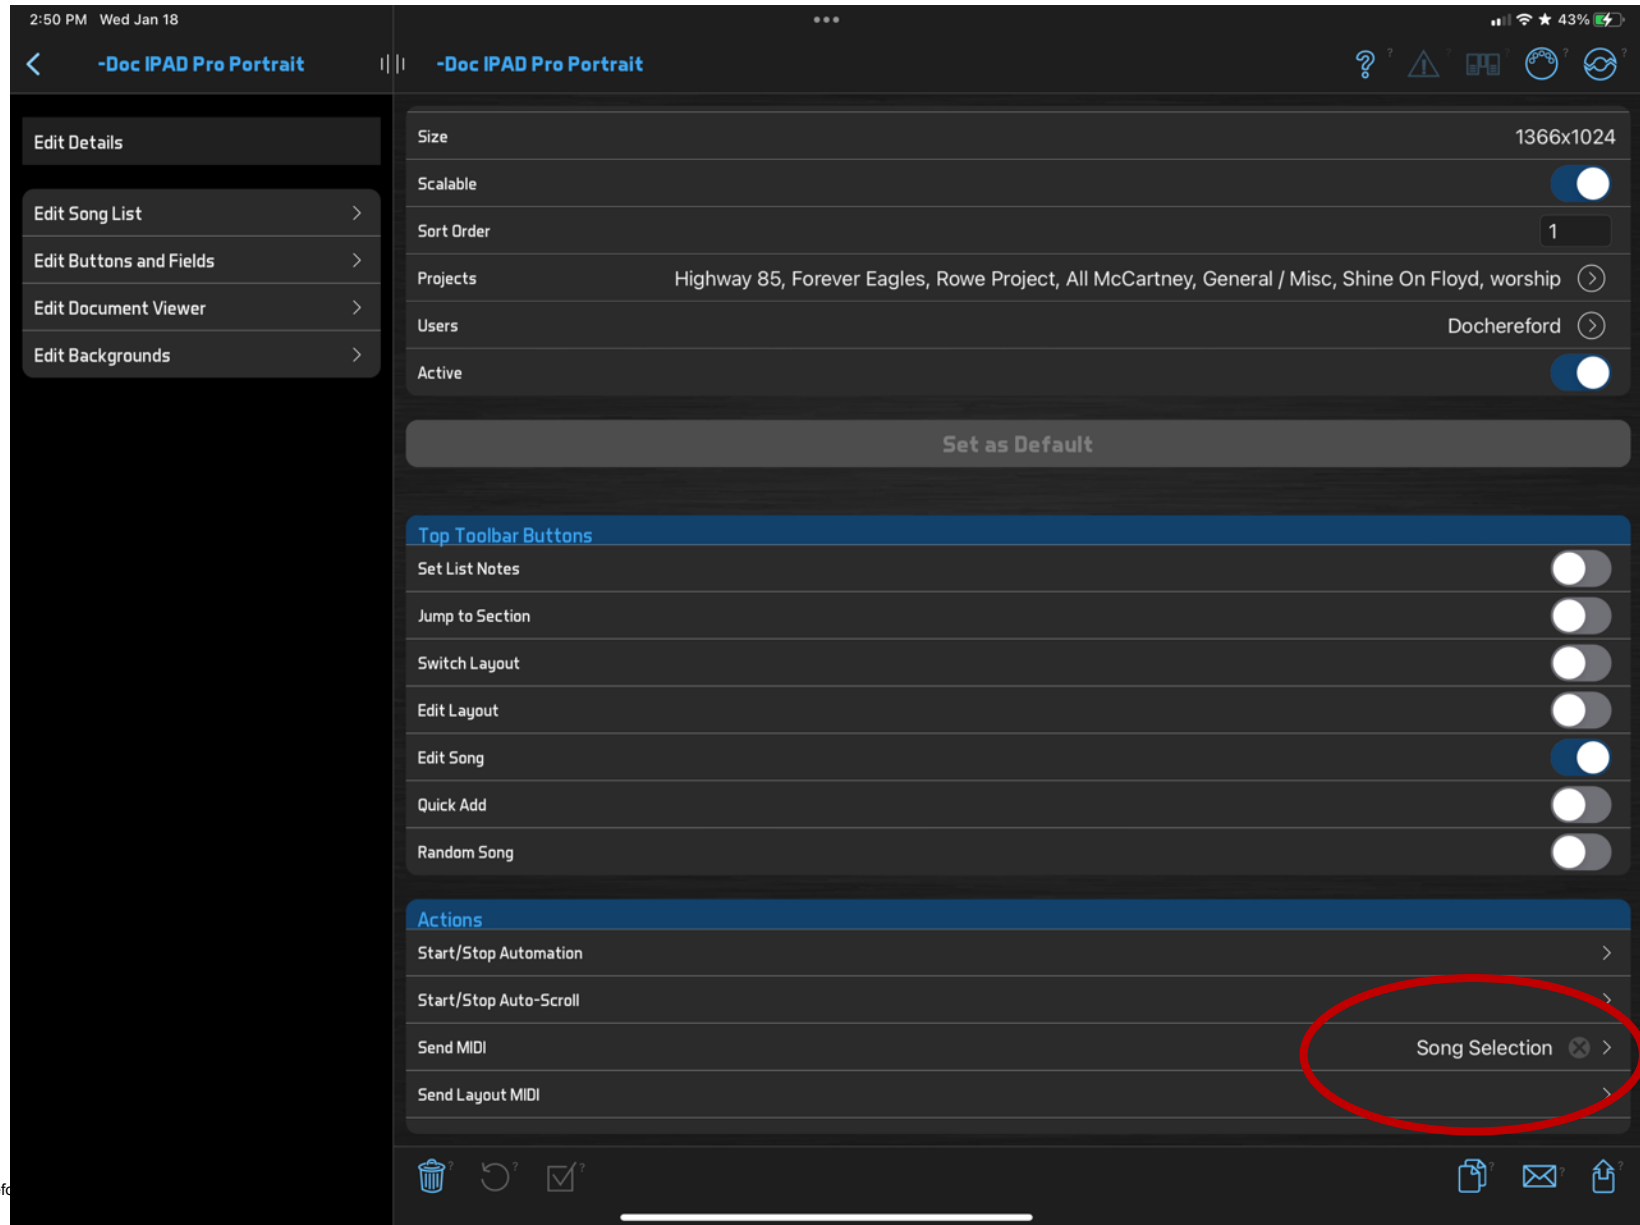 2:50 PM Wed Jan 18
43%
-Doc IPAD Pro Portrait
-Doc IPAD Pro Portrait
? ? ? ? ? ?
Edit Details
Edit Song List
Edit Buttons and Fields
Edit Document Viewer
Edit Backgrounds
Size 1366x1024
Scalable
Sort Order 1
Projects Highway 85, Forever Eagles, Rowe Project, All McCartney, General / Misc, Shine On Floyd, worship
Users Dochereford
Active
Set as Default
Top Toolbar Buttons
Set List Notes
Jump to Section
Switch Layout
Edit Layout
Edit Song
Quick Add
Random Song
Actions
Start/Stop Automation
Start/Stop Auto-Scroll
Send MIDI Song Selection
Send Layout MIDI
? ? ? ? ? ?